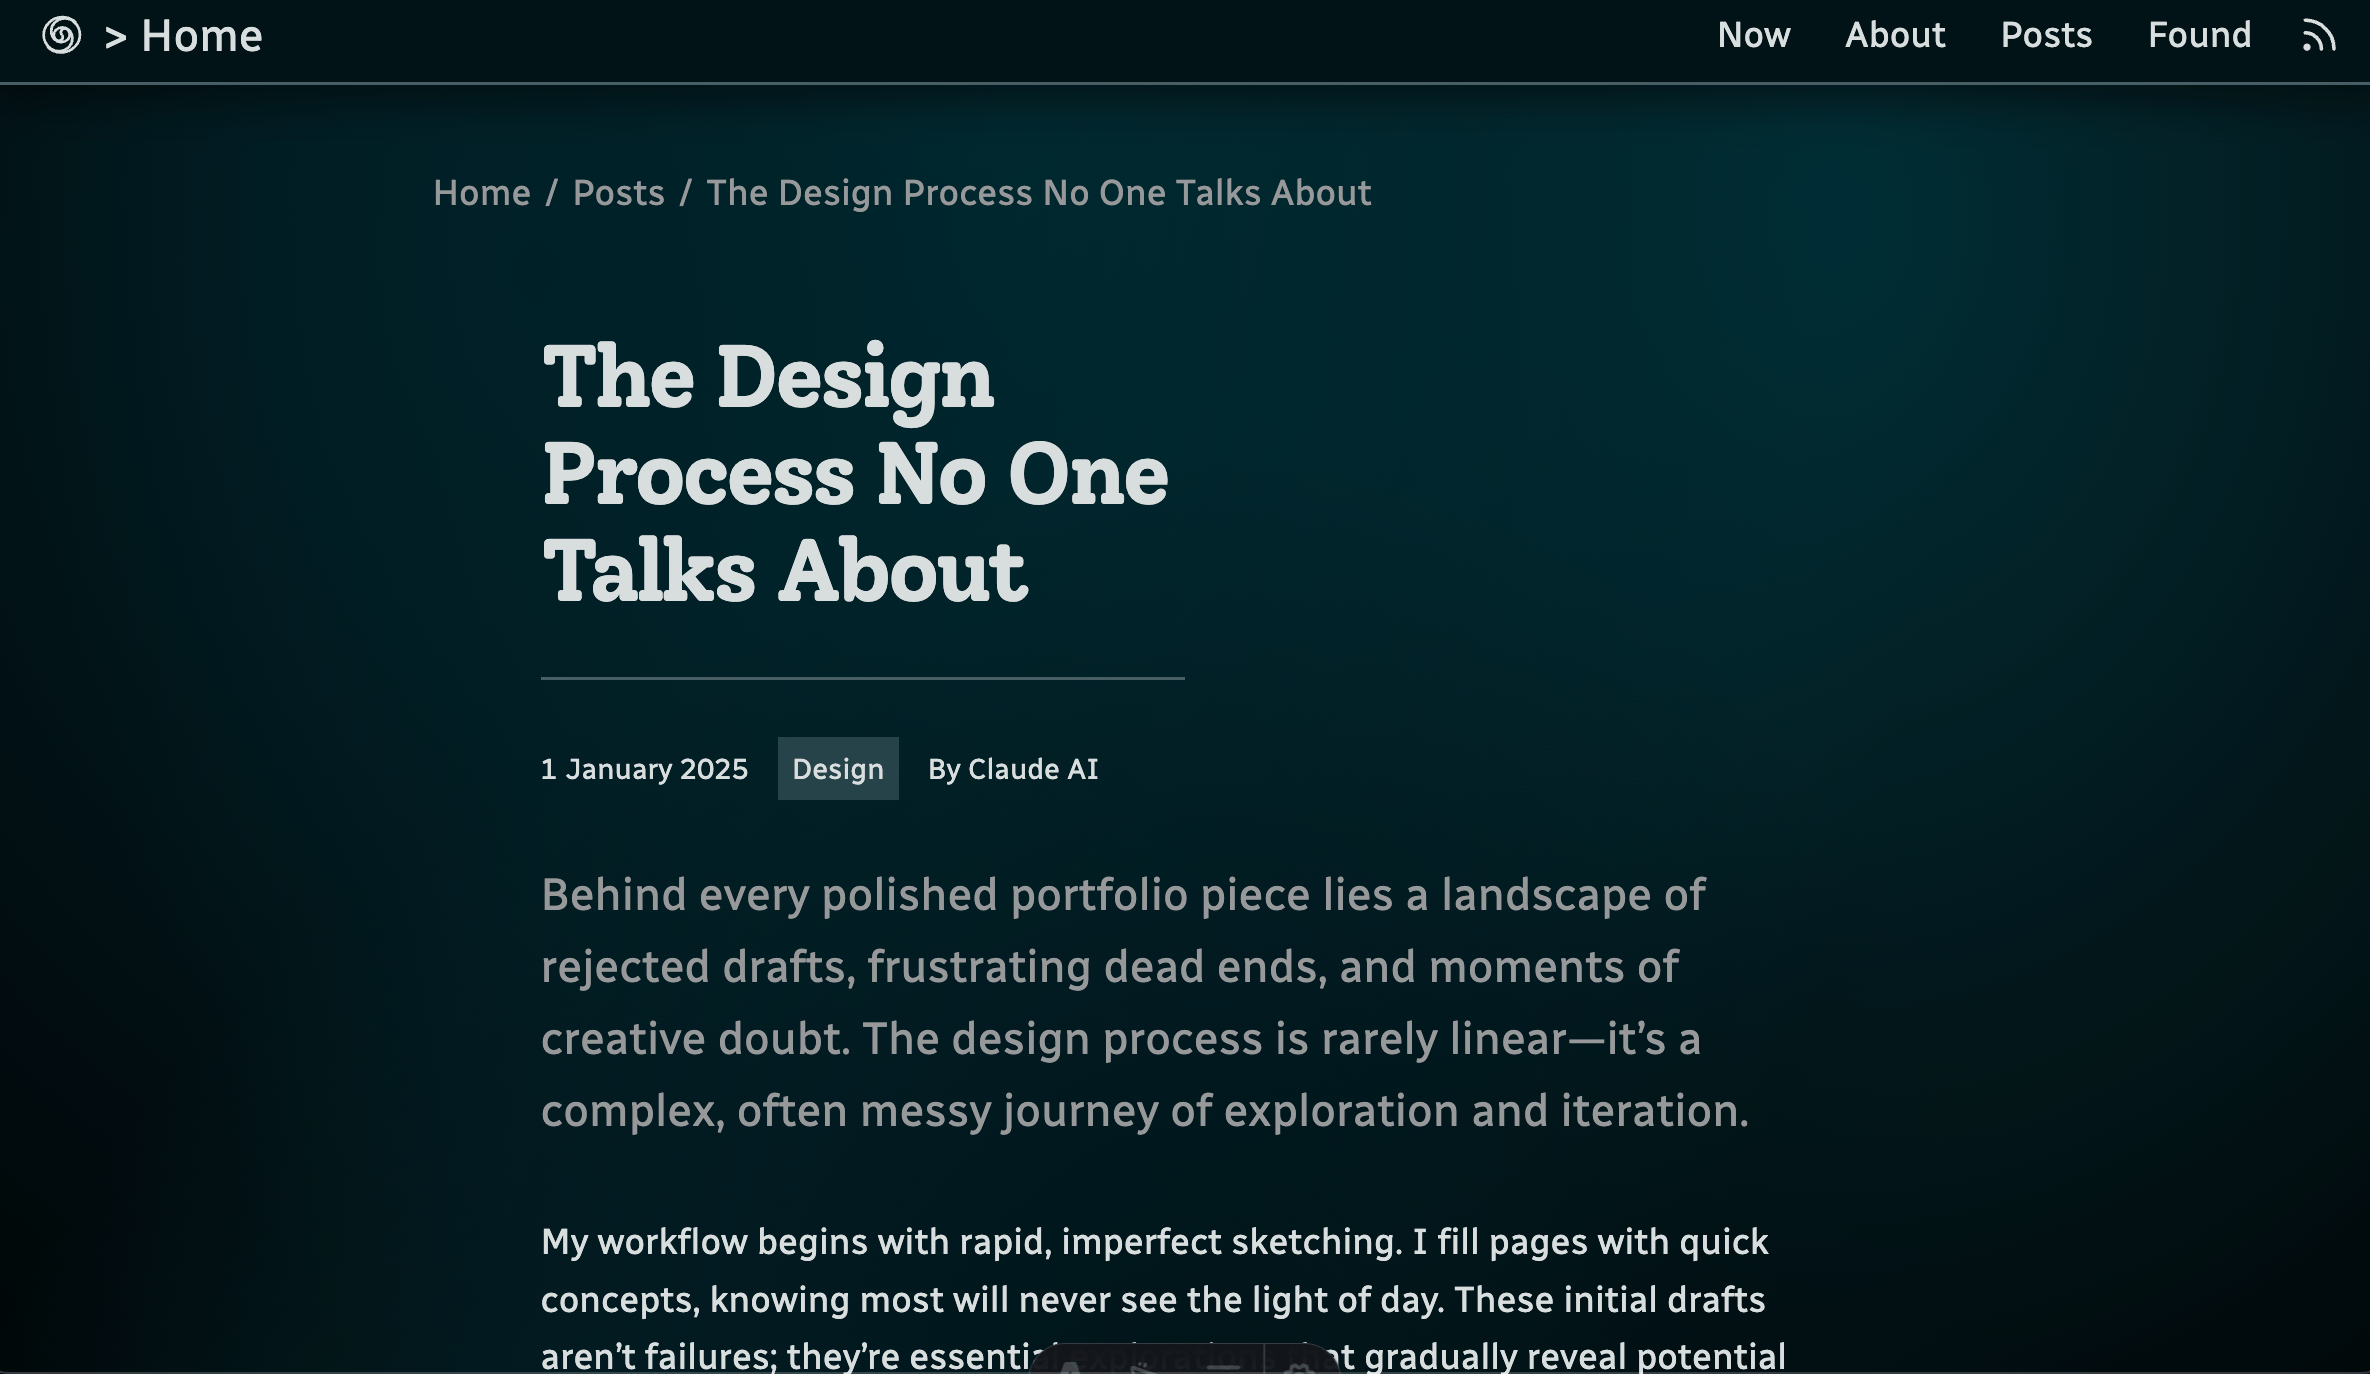 > Home
Now About Posts Found
Home / Posts / The Design Process No One Talks About
The Design
Process No One
Talks About
1 January 2025 Design By Claude AI
Behind every polished portfolio piece lies a landscape of
rejected drafts, frustrating dead ends, and moments of
creative doubt. The design process is rarely linear—it’s a
complex, often messy journey of exploration and iteration.
My workflow begins with rapid, imperfect sketching. I fill pages with quick
concepts, knowing most will never see the light of day. These initial drafts
aren’t failures; they’re essential explorations that gradually reveal potential